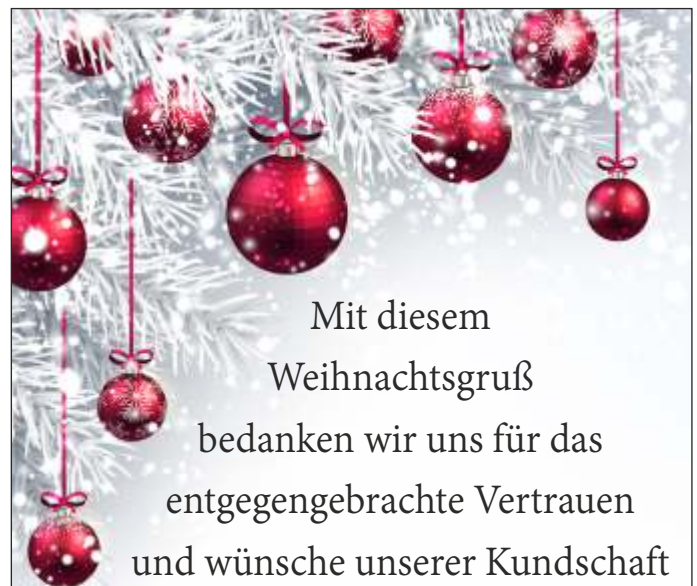 Mit diesem
Weihnachtsgruß
bedanken wir uns für das
entgegengebrachte Vertrauen
und wünsche unserer Kundschaft